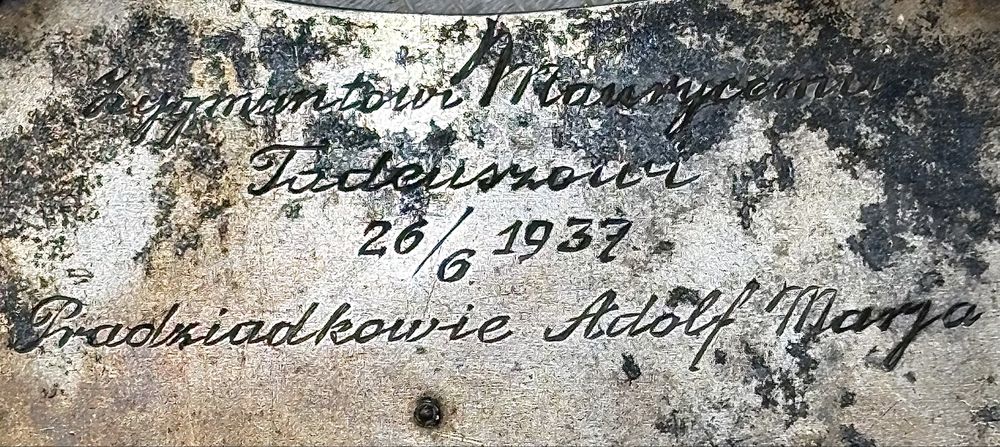 Zygmuntowi Maurycemu
Tadeuszowi
26/6 1937
Pradziadkowie Adolf Marja